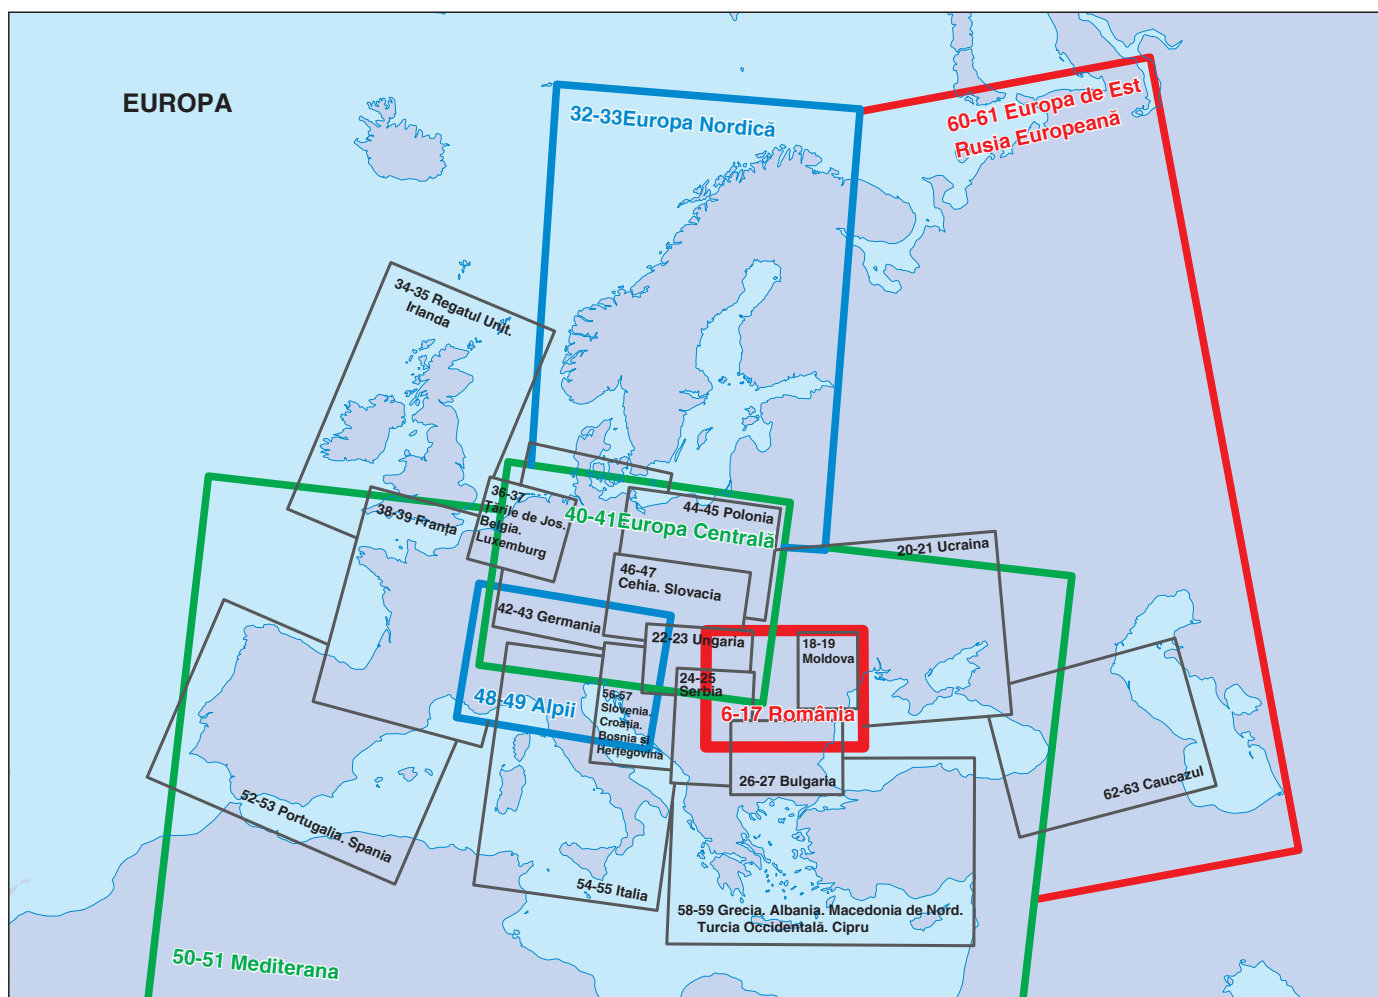 EUROPA
32-33Europa Nordică
60-61 Europa de Est
Rusia Europeană
34-35 Regatul Unit.
Irlanda
36-37
Țările de Jos.
Belgia.
Luxemburg
38-39 Franța
40-41Europa Centrală
44-45 Polonia
20-21 Ucraina
46-47
Cehia. Slovacia
42-43 Germania
22-23 Ungaria
18-19
Moldova
24-25
Serbia
48-49 Alpii
56-57
Slovenia.
Croația.
Bosnia și
Herțegovina
6-17 România
26-27 Bulgaria
62-63 Caucazul
52-53 Portugalia. Spania
54-55 Italia
58-59 Grecia. Albania. Macedonia de Nord.
Turcia Occidentală. Cipru
50-51 Mediterana